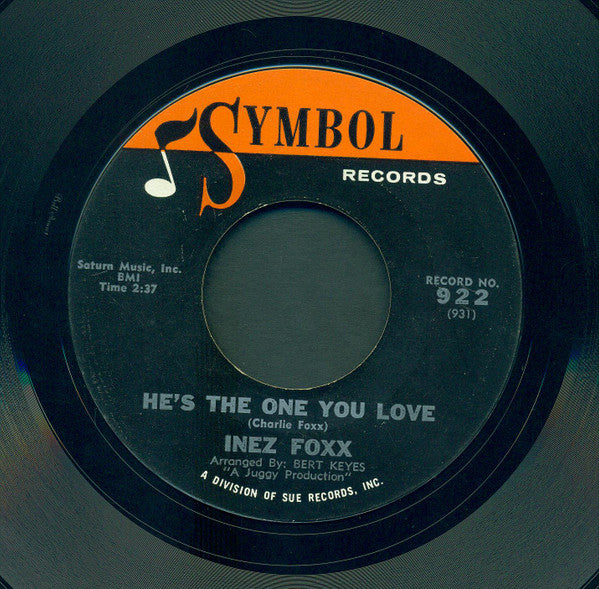 SYMBOL
RECORDS
Saturn Music, Inc.
BMI
Time 2:37
RECORD NO.
922
(931)
HE'S THE ONE YOU LOVE
(Charlie Foxx)
INEZ FOXX
Arranged By: BERT KEYES
"A Juggy Production"
A DIVISION OF SUE RECORDS, INC.